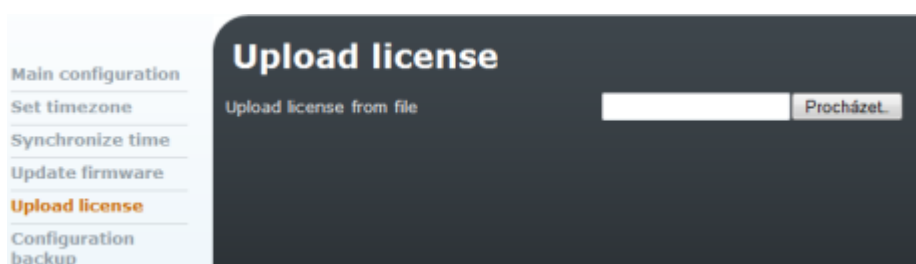 Upload license
Main configuration
Set timezone
Upload license from file
Procházet..
Synchronize time
Update firmware
Upload license
Configuration
backup